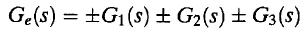 G_e(s) = ±G_1(s) ± G_2(s) ± G_3(s)